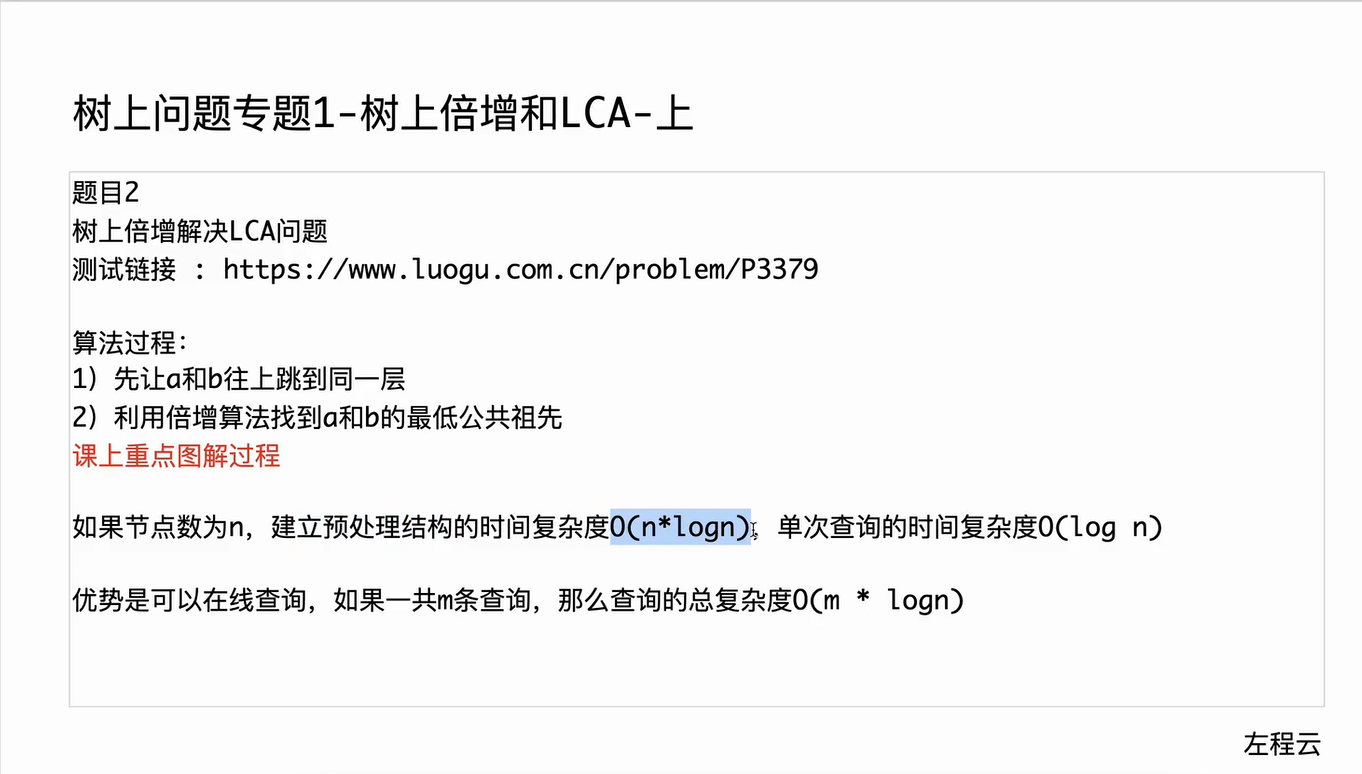 树上问题专题1-树上倍增和LCA-上
题目2
树上倍增解决LCA问题
测试链接 : https://www.luogu.com.cn/problem/P3379
算法过程：
1）先让a和b往上跳到同一层
2）利用倍增算法找到a和b的最低公共祖先
课上重点图解过程
如果节点数为n，建立预处理结构的时间复杂度O(n*logn)，单次查询的时间复杂度O(log n)
优势是可以在线查询，如果一共m条查询，那么查询的总复杂度O(m * logn)
左程云